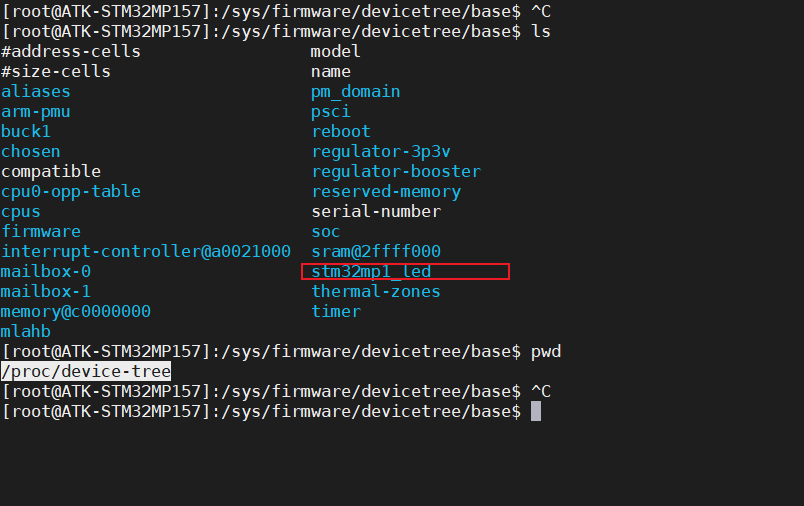 [root@ATK-STM32MP157]:/sys/firmware/devicetree/base$ ^C
[root@ATK-STM32MP157]:/sys/firmware/devicetree/base$ ls
#address-cells model
#size-cells name
aliases pm_domain
arm-pmu psci
buck1 reboot
chosen regulator-3p3v
compatible regulator-booster
cpu0-opp-table reserved-memory
cpus serial-number
firmware soc
interrupt-controller@a0021000 sram@2ffff000
mailbox-0 stm32mp1_led
mailbox-1 thermal-zones
memory@c0000000 timer
mlahb
[root@ATK-STM32MP157]:/sys/firmware/devicetree/base$ pwd
/proc/device-tree
[root@ATK-STM32MP157]:/sys/firmware/devicetree/base$ ^C
[root@ATK-STM32MP157]:/sys/firmware/devicetree/base$